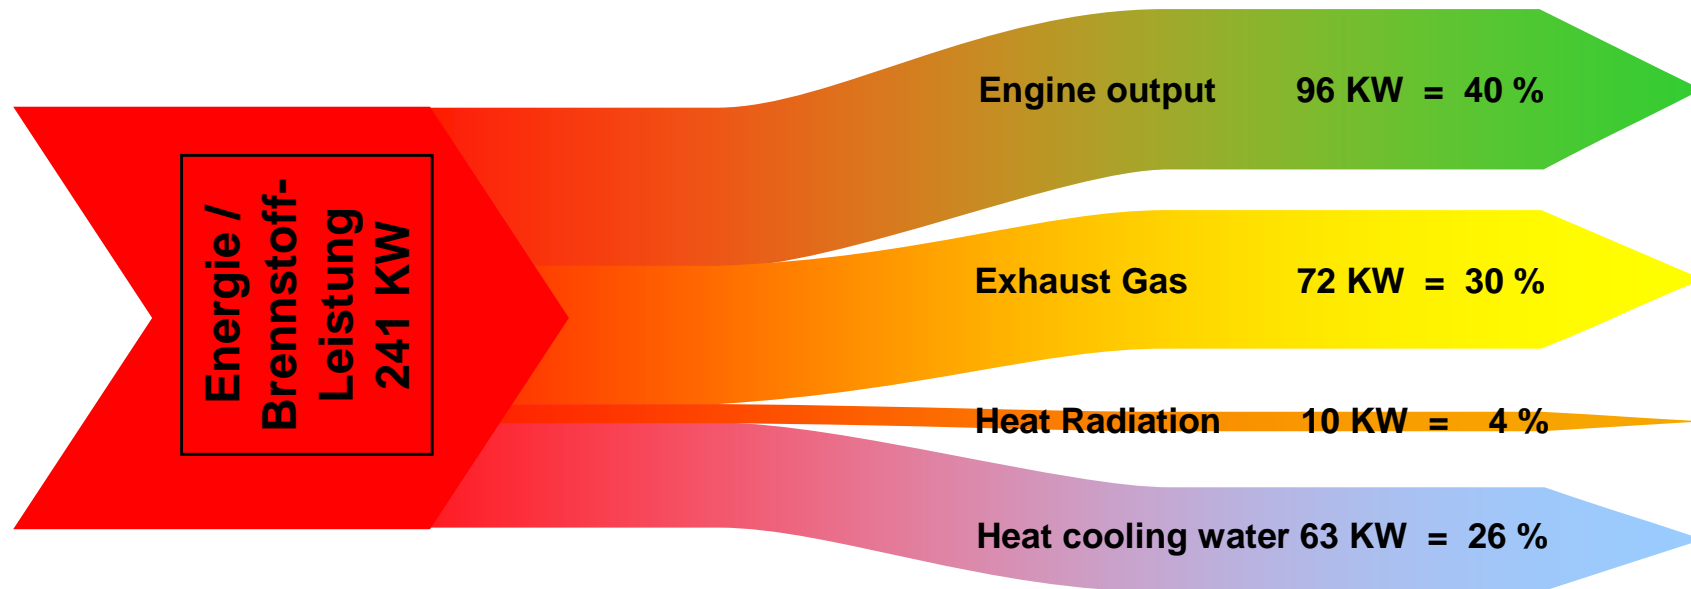 Energie /
Brennstoff-
Leistung
241 KW
Engine output 96 KW = 40 %
Exhaust Gas 72 KW = 30 %
Heat Radiation 10 KW = 4 %
Heat cooling water 63 KW = 26 %